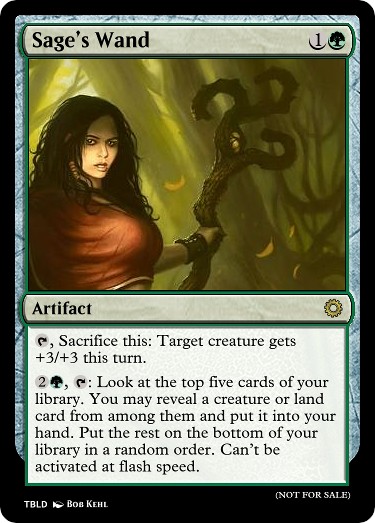 Sage's Wand 1
Artifact
, Sacrifice this: Target creature gets
+3/+3 this turn.
2 , : Look at the top five cards of your
library. You may reveal a creature or land
card from among them and put it into your
hand. Put the rest on the bottom of your
library in a random order. Can't be
activated at flash speed.
TBLD Bob Kehl
(NOT FOR SALE)